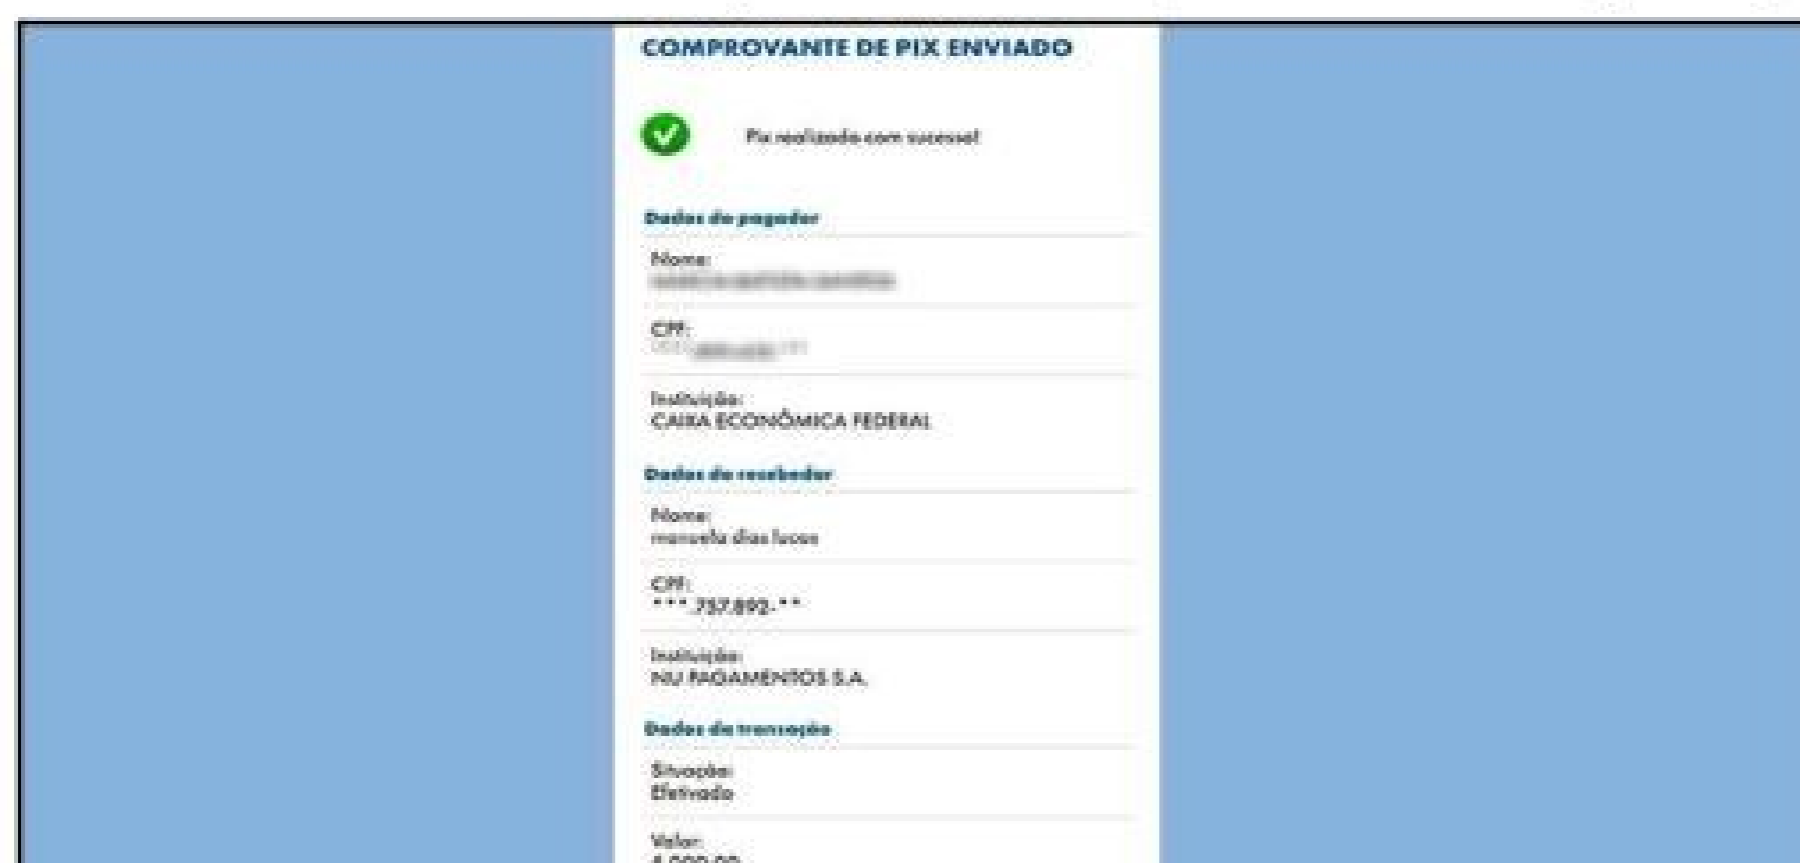 COMPROVANTE DE PIX ENVIADO
Pix realizado com sucesso!
Dados do pagador
Nome:
CPF:
Instituição:
CAIXA ECONÔMICA FEDERAL
Dados do recebedor
Nome:
manuela dias lucas
CPF:
***.757.892-**
Instituição:
NU PAGAMENTOS S.A.
Dados da transação
Situação:
Efetivado
Valor: